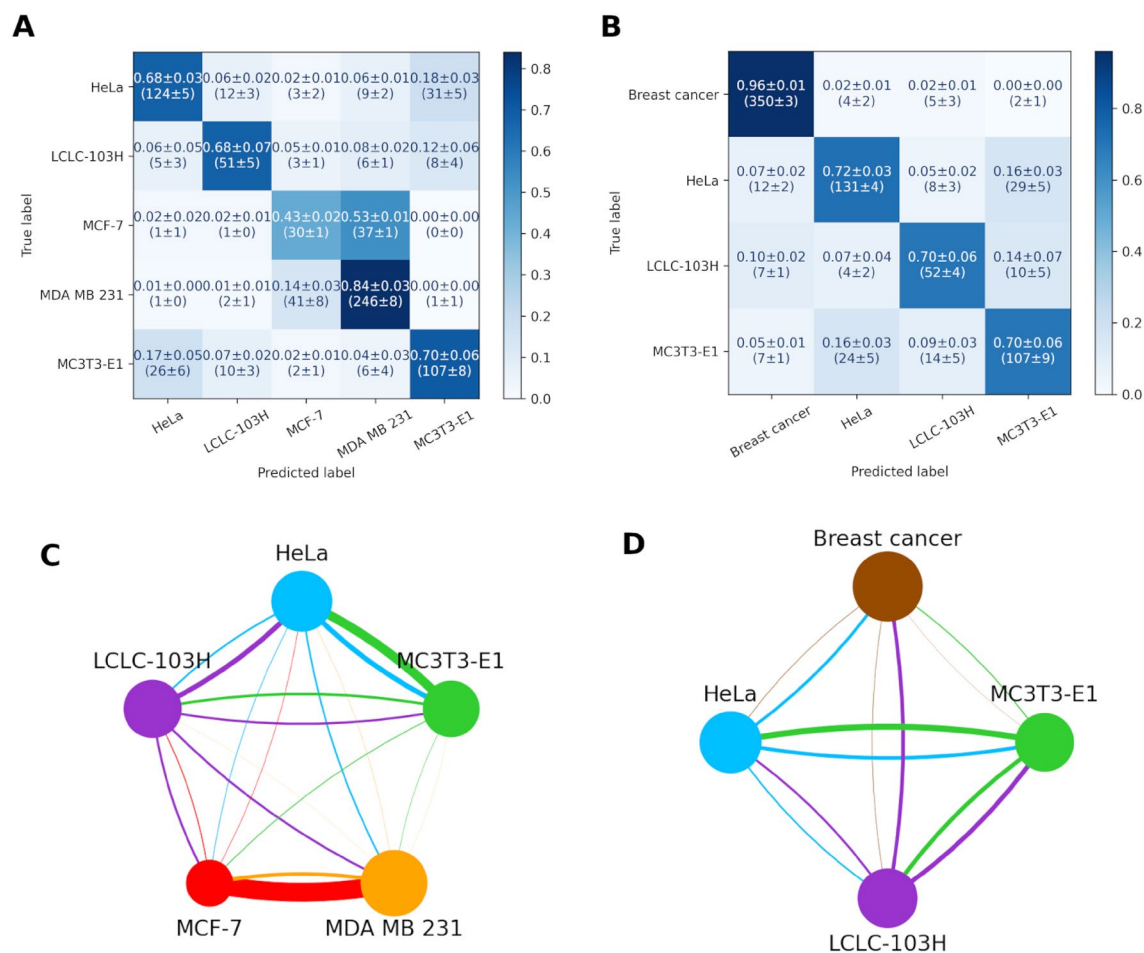 A
HeLa
LCLC-103H
MCF-7
MDA MB 231
MC3T3-E1
True label
0.68±0.03 0.06±0.02 0.02±0.01 0.06±0.01 0.18±0.03
(124±5) (12±3) (3±2) (9±2) (31±5)
0.06±0.05 0.68±0.07 0.05±0.01 0.08±0.02 0.12±0.06
(5±3) (51±5) (3±1) (6±1) (8±4)
0.02±0.01 0.02±0.01 0.43±0.02 0.53±0.01 0.00±0.00
(1±1) (1±0) (30±1) (37±1) (0±0)
0.01±0.00 0.01±0.01 0.14±0.03 0.84±0.03 0.00±0.00
(1±0) (2±1) (41±8) (246±8) (1±1)
0.17±0.05 0.07±0.02 0.02±0.01 0.04±0.03 0.70±0.06
(26±6) (10±3) (2±1) (6±4) (107±8)
HeLa
LCLC-103H
MCF-7
MDA MB 231
MC3T3-E1
Predicted label
0.8
0.7
0.6
0.5
0.4
0.3
0.2
0.1
0.0
B
Breast cancer
HeLa
LCLC-103H
MC3T3-E1
True label
0.96±0.01 0.02±0.01 0.02±0.01 0.00±0.00
(350±3) (4±2) (5±3) (2±1)
0.07±0.02 0.72±0.03 0.05±0.02 0.16±0.03
(12±2) (131±4) (8±3) (29±5)
0.10±0.02 0.07±0.04 0.70±0.06 0.14±0.07
(7±1) (4±2) (52±4) (10±5)
0.05±0.01 0.16±0.03 0.09±0.03 0.70±0.06
(7±1) (24±5) (14±5) (107±9)
Breast cancer
HeLa
LCLC-103H
MC3T3-E1
Predicted label
0.8
0.6
0.4
0.2
0.0
C
HeLa
LCLC-103H
MC3T3-E1
MCF-7
MDA MB 231
D
Breast cancer
HeLa
MC3T3-E1
LCLC-103H